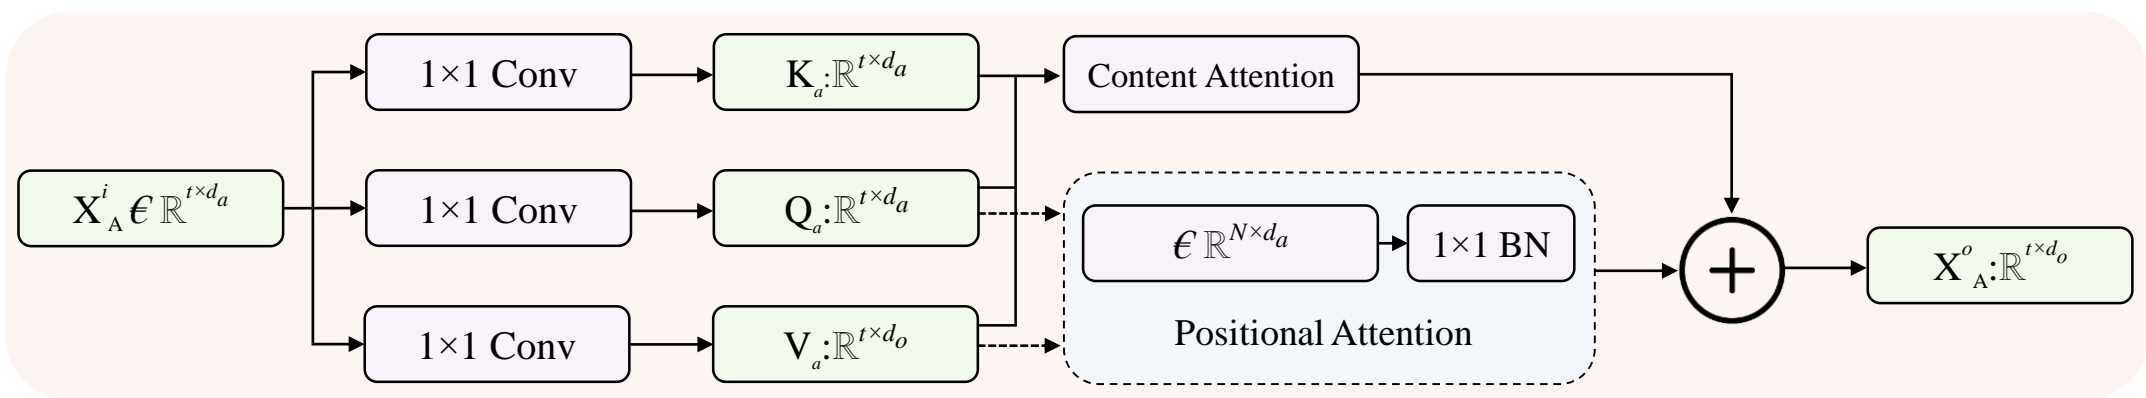 X^i_A € ℝ^{t×d_a}
1×1 Conv
K_a:ℝ^{t×d_a}
Content Attention
1×1 Conv
Q_a:ℝ^{t×d_a}
€ ℝ^{N×d_a}
1×1 BN
Positional Attention
1×1 Conv
V_a:ℝ^{t×d_o}
+
X^o_A:ℝ^{t×d_o}